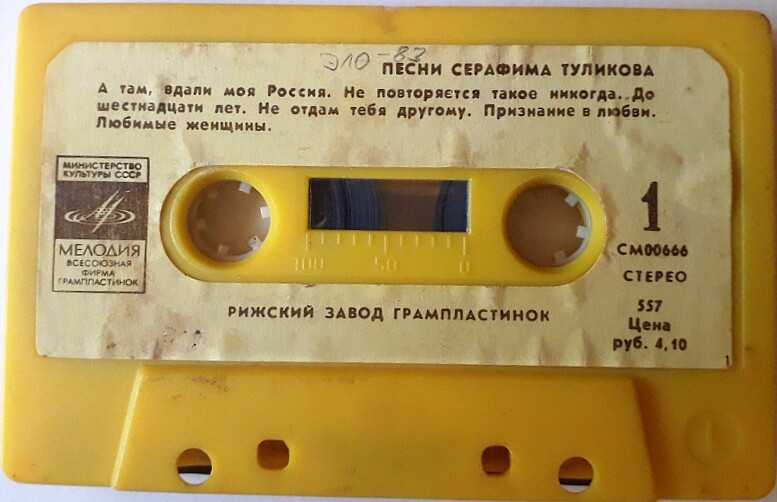 ЭЛО-83
ПЕСНИ СЕРАФИМА ТУЛИКОВА
А там, вдали моя Россия. Не повторяется такое никогда. До
шестнадцати лет. Не отдам тебя другому. Признание в любви.
Любимые женщины.
МИНИСТЕРСТВО
КУЛЬТУРЫ СССР
МЕЛОДИЯ
ВСЕСОЮЗНАЯ
ФИРМА
ГРАМПЛАСТИНОК
1
СМ00666
СТЕРЕО
100 50 0
РИЖСКИЙ ЗАВОД ГРАМПЛАСТИНОК
557
Цена
руб. 4,10
1
1